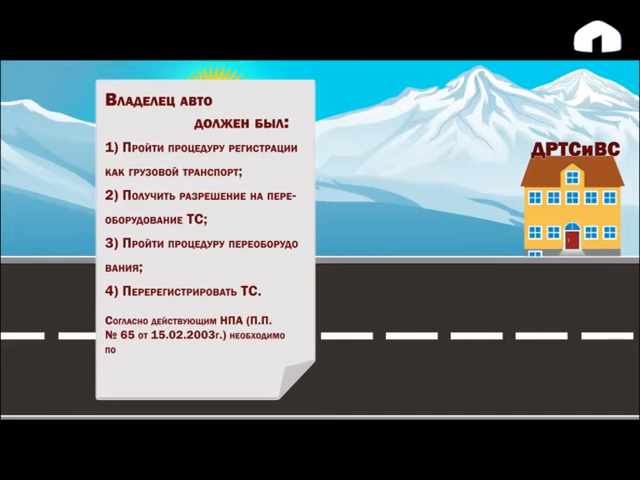 Владелец авто
должен был:
1) Пройти процедуру регистрации
как грузовой транспорт;
2) Получить разрешение на пере-
оборудование ТС;
3) Пройти процедуру переоборудо
вания;
4) Перерегистрировать ТС.
Согласно действующим НПА (П.П.
№ 65 от 15.02.2003г.) необходимо
по
ДРТСиВС